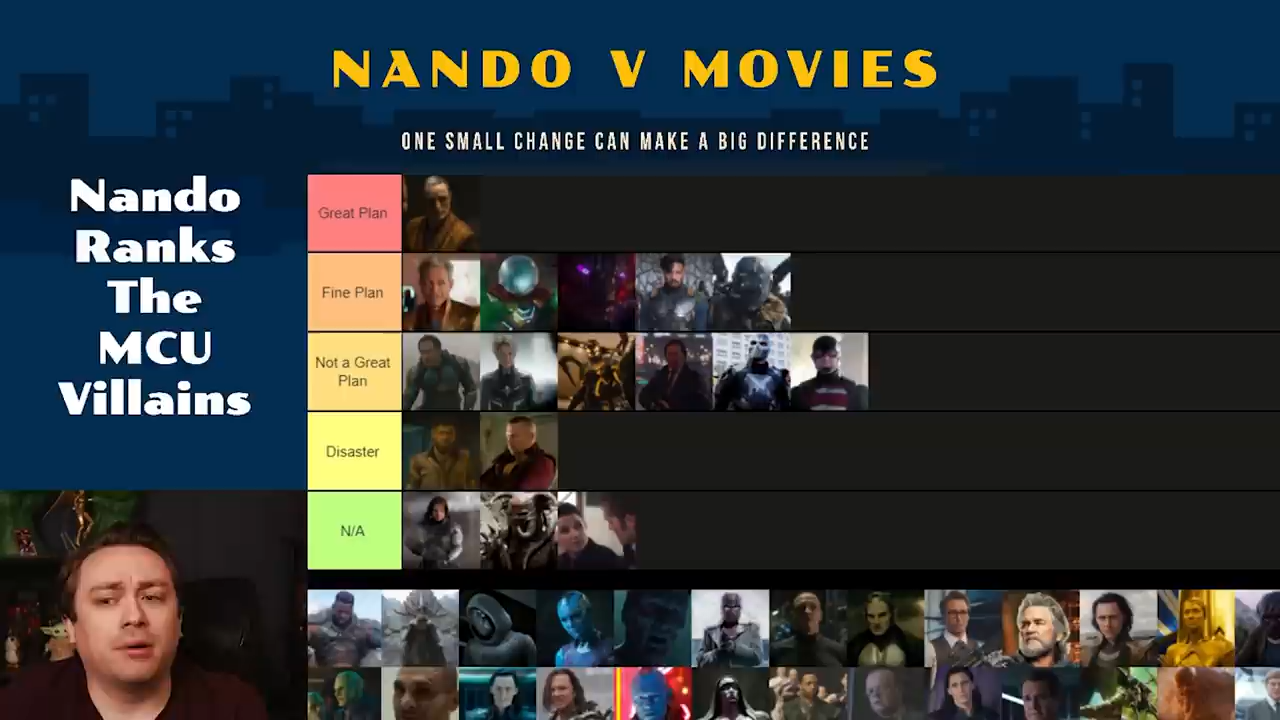 NANDO V MOVIES
ONE SMALL CHANGE CAN MAKE A BIG DIFFERENCE
Nando
Ranks
The
MCU
Villains
Great Plan
Fine Plan
Not a Great
Plan
Disaster
N/A